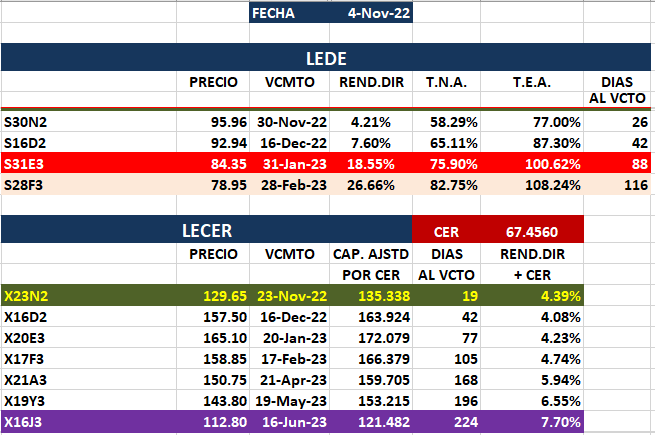 FECHA 4-Nov-22
LEDE
PRECIO VCMTO REND.DIR T.N.A. T.E.A. DIAS
AL VCTO
S30N2 95.96 30-Nov-22 4.21% 58.29% 77.00% 26
S16D2 92.94 16-Dec-22 7.60% 65.11% 87.30% 42
S31E3 84.35 31-Jan-23 18.55% 75.90% 100.62% 88
S28F3 78.95 28-Feb-23 26.66% 82.75% 108.24% 116
LECER CER 67.4560
PRECIO VCMTO CAP. AJSTD DIAS REND.DIR
POR CER AL VCTO + CER
X23N2 129.65 23-Nov-22 135.338 19 4.39%
X16D2 157.50 16-Dec-22 163.924 42 4.08%
X20E3 165.10 20-Jan-23 172.079 77 4.23%
X17F3 158.85 17-Feb-23 166.379 105 4.74%
X21A3 150.75 21-Apr-23 159.705 168 5.94%
X19Y3 143.80 19-May-23 153.215 196 6.55%
X16J3 112.80 16-Jun-23 121.482 224 7.70%